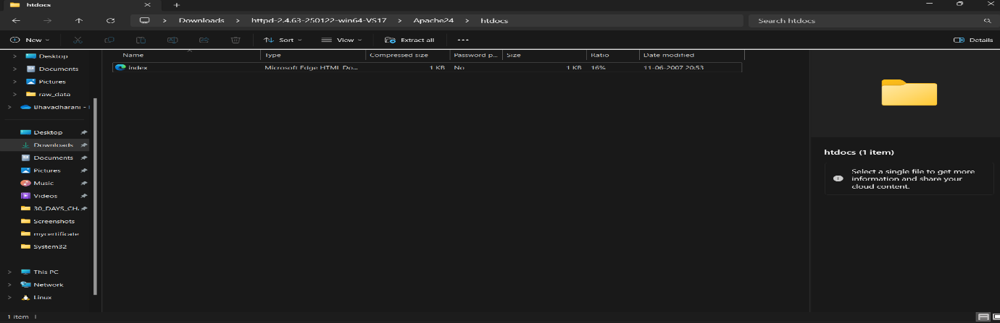 htdocs
Downloads > httpd-2.4.63-250122-win64-VS17 > Apache24 > htdocs
Search htdocs
New
Sort
View
Extract all
Details
Desktop
Documents
Pictures
raw_data
Bhavadharani -
Desktop
Downloads
Documents
Pictures
Music
Videos
30_DAYS_CH
Screenshots
mycertificate
System32
This PC
Network
Linux
Name Type Compressed size Password p... Size Ratio Date modified
index Microsoft Edge HTML Do... 1 KB No 1 KB 16% 11-06-2007 20:53
htdocs (1 item)
Select a single file to get more
information and share your
cloud content.
1 item